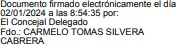 Documento firmado electrónicamente el día
02/01/2024 a las 8:54:35 por:
El Concejal Delegado
Fdo.: CARMELO TOMAS SILVERA
CABRERA